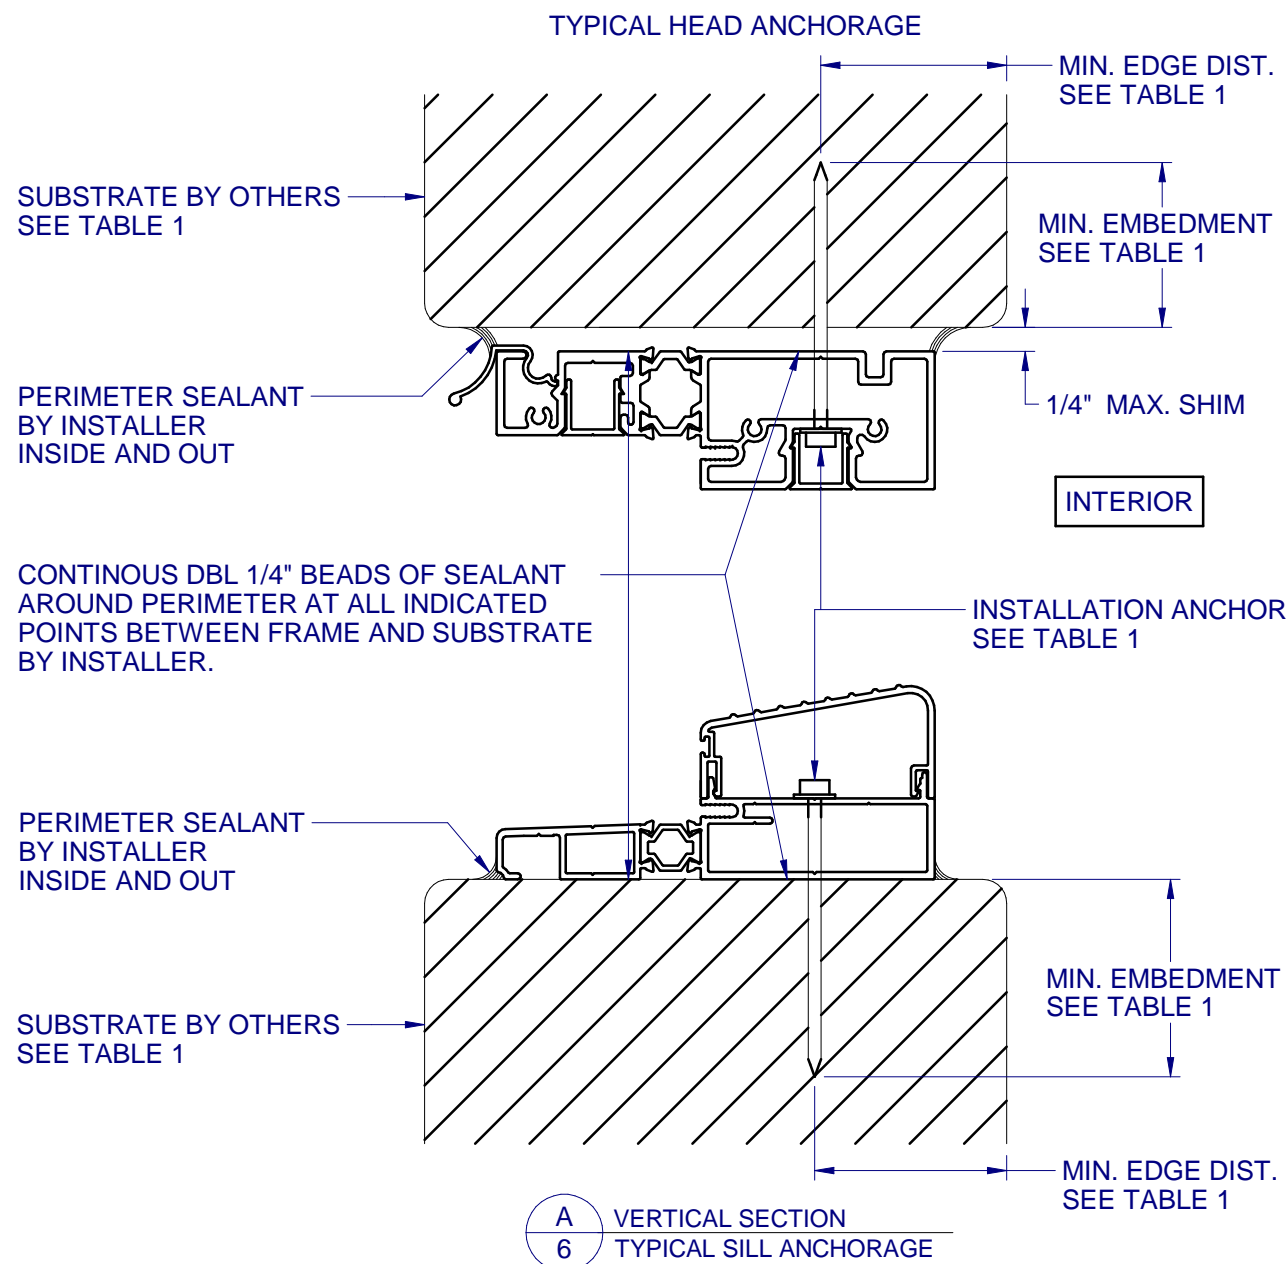 TYPICAL HEAD ANCHORAGE
MIN. EDGE DIST.
SEE TABLE 1
SUBSTRATE BY OTHERS
SEE TABLE 1
MIN. EMBEDMENT
SEE TABLE 1
PERIMETER SEALANT
BY INSTALLER
INSIDE AND OUT
1/4" MAX. SHIM
INTERIOR
CONTINOUS DBL 1/4" BEADS OF SEALANT
AROUND PERIMETER AT ALL INDICATED
POINTS BETWEEN FRAME AND SUBSTRATE
BY INSTALLER.
INSTALLATION ANCHOR
SEE TABLE 1
PERIMETER SEALANT
BY INSTALLER
INSIDE AND OUT
MIN. EMBEDMENT
SEE TABLE 1
SUBSTRATE BY OTHERS
SEE TABLE 1
MIN. EDGE DIST.
SEE TABLE 1
A VERTICAL SECTION
6 TYPICAL SILL ANCHORAGE